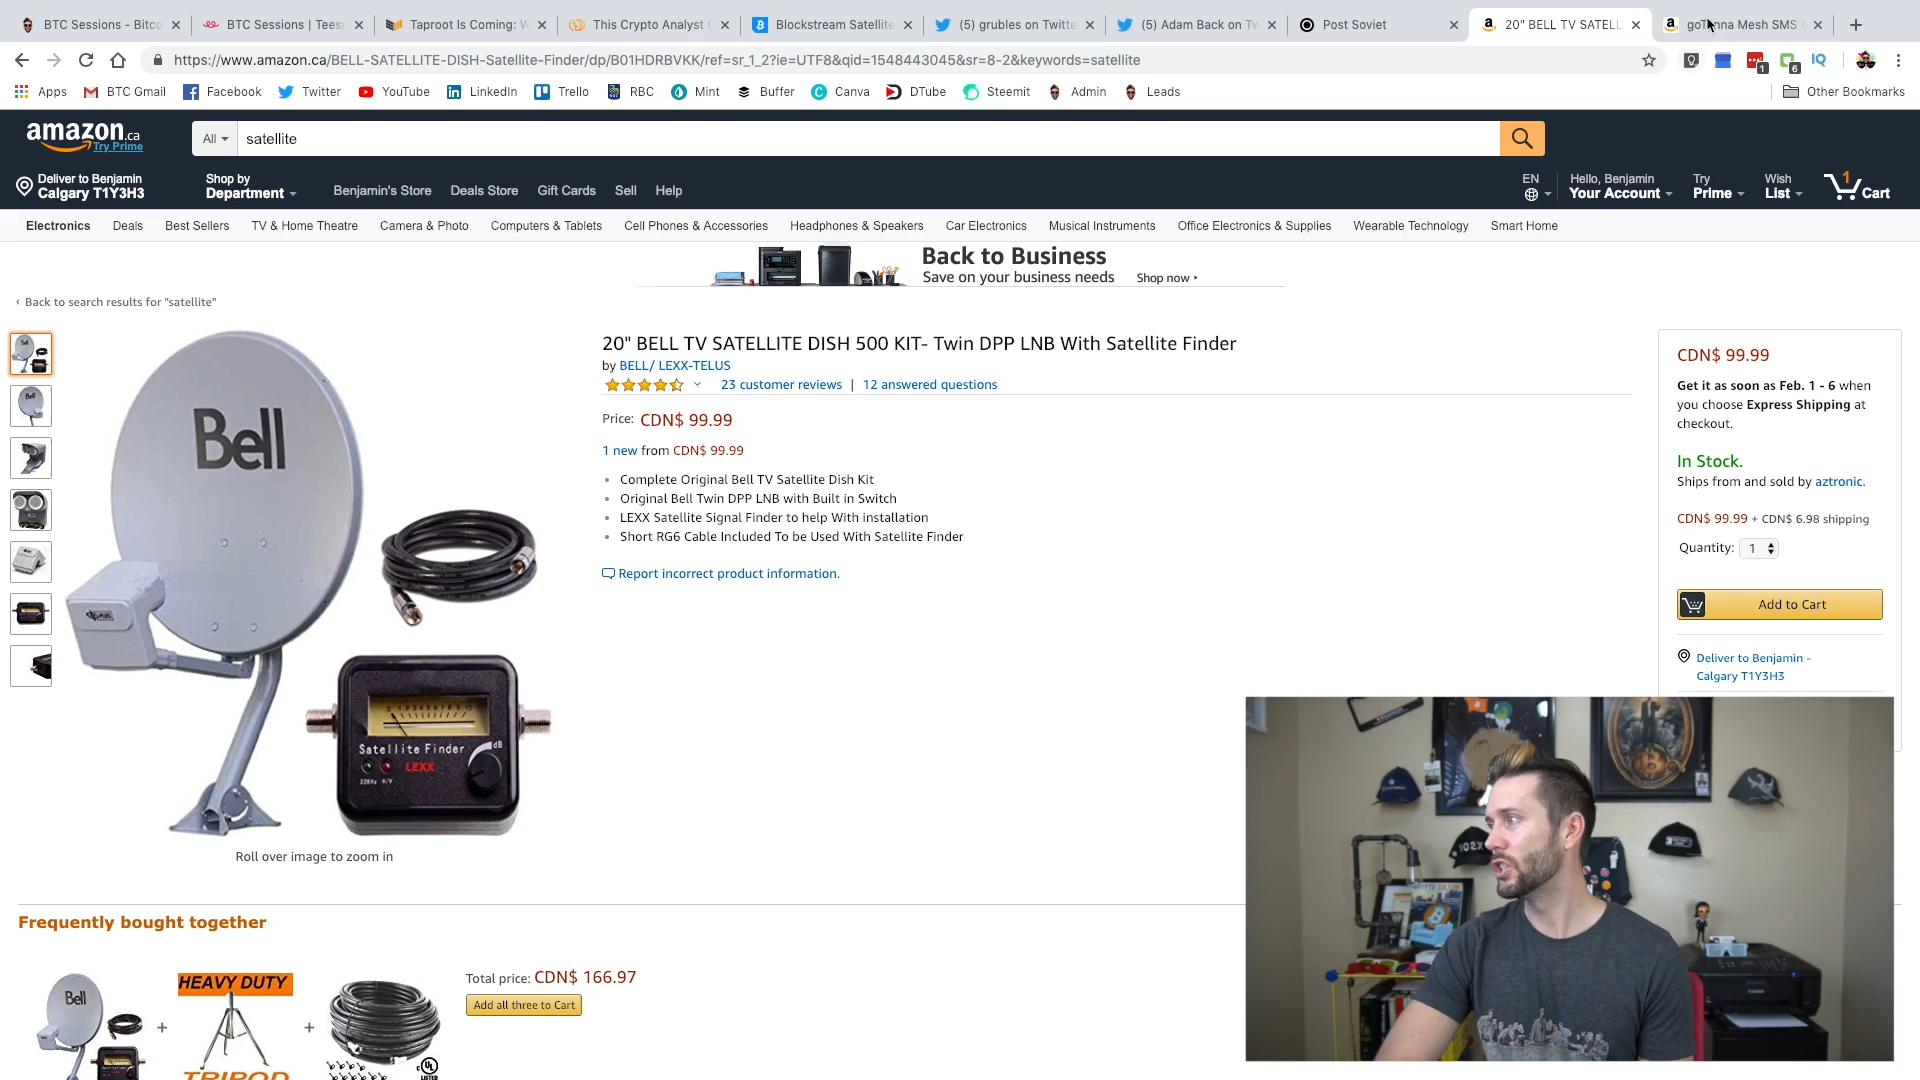 BTC Sessions - Bitco
BTC Sessions | Tees
Taproot Is Coming: W
This Crypto Analyst
Blockstream Satellite
(5) grubles on Twitte
(5) Adam Back on Tw
Post Soviet
20" BELL TV SATELL
goTenna Mesh SMS
https://www.amazon.ca/BELL-SATELLITE-DISH-Satellite-Finder/dp/B01HDRBVKK/ref=sr_1_2?ie=UTF8&qid=1548443045&sr=8-2&keywords=satellite
1
6
IQ
Apps
BTC Gmail
Facebook
Twitter
YouTube
LinkedIn
Trello
RBC
Mint
Buffer
Canva
DTube
Steemit
Admin
Leads
Other Bookmarks
amazon.ca
Try Prime
All
satellite
Deliver to Benjamin
Calgary T1Y3H3
Shop by
Department
Benjamin's Store
Deals Store
Gift Cards
Sell
Help
EN
Hello, Benjamin
Your Account
Try
Prime
Wish
List
1
Cart
Electronics
Deals
Best Sellers
TV & Home Theatre
Camera & Photo
Computers & Tablets
Cell Phones & Accessories
Headphones & Speakers
Car Electronics
Musical Instruments
Office Electronics & Supplies
Wearable Technology
Smart Home
Back to Business
Save on your business needs
Shop now
‹ Back to search results for "satellite"
20" BELL TV SATELLITE DISH 500 KIT- Twin DPP LNB With Satellite Finder
by BELL/ LEXX-TELUS
23 customer reviews | 12 answered questions
Price: CDN$ 99.99
1 new from CDN$ 99.99
• Complete Original Bell TV Satellite Dish Kit
• Original Bell Twin DPP LNB with Built in Switch
• LEXX Satellite Signal Finder to help With installation
• Short RG6 Cable Included To be Used With Satellite Finder
Report incorrect product information.
Bell
Satellite Finder
dB
LEXX
Roll over image to zoom in
CDN$ 99.99
Get it as soon as Feb. 1 - 6 when
you choose Express Shipping at
checkout.
In Stock.
Ships from and sold by aztronic.
CDN$ 99.99 + CDN$ 6.98 shipping
Quantity: 1
Add to Cart
Deliver to Benjamin -
Calgary T1Y3H3
Frequently bought together
Bell
+
HEAVY DUTY
TRIPOD
+
UL
LISTED
Total price: CDN$ 166.97
Add all three to Cart